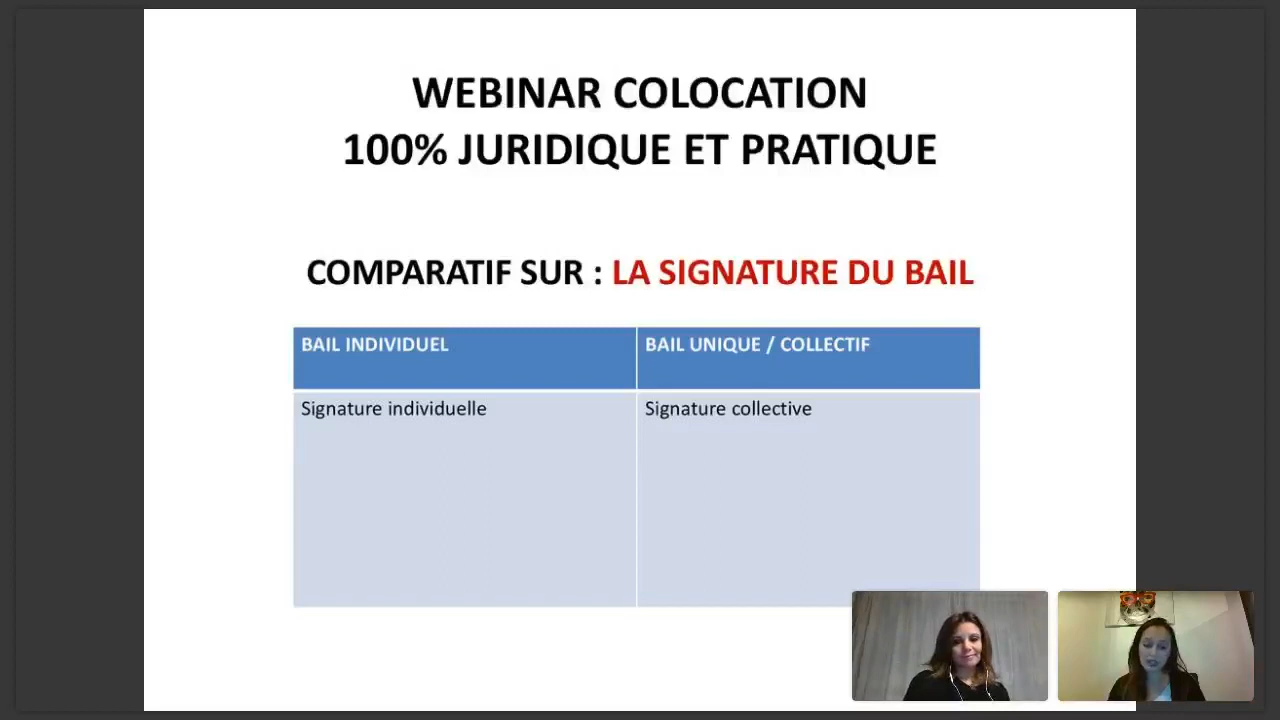 WEBINAR COLOCATION
100% JURIDIQUE ET PRATIQUE
COMPARATIF SUR : LA SIGNATURE DU BAIL
BAIL INDIVIDUEL
BAIL UNIQUE / COLLECTIF
Signature individuelle
Signature collective